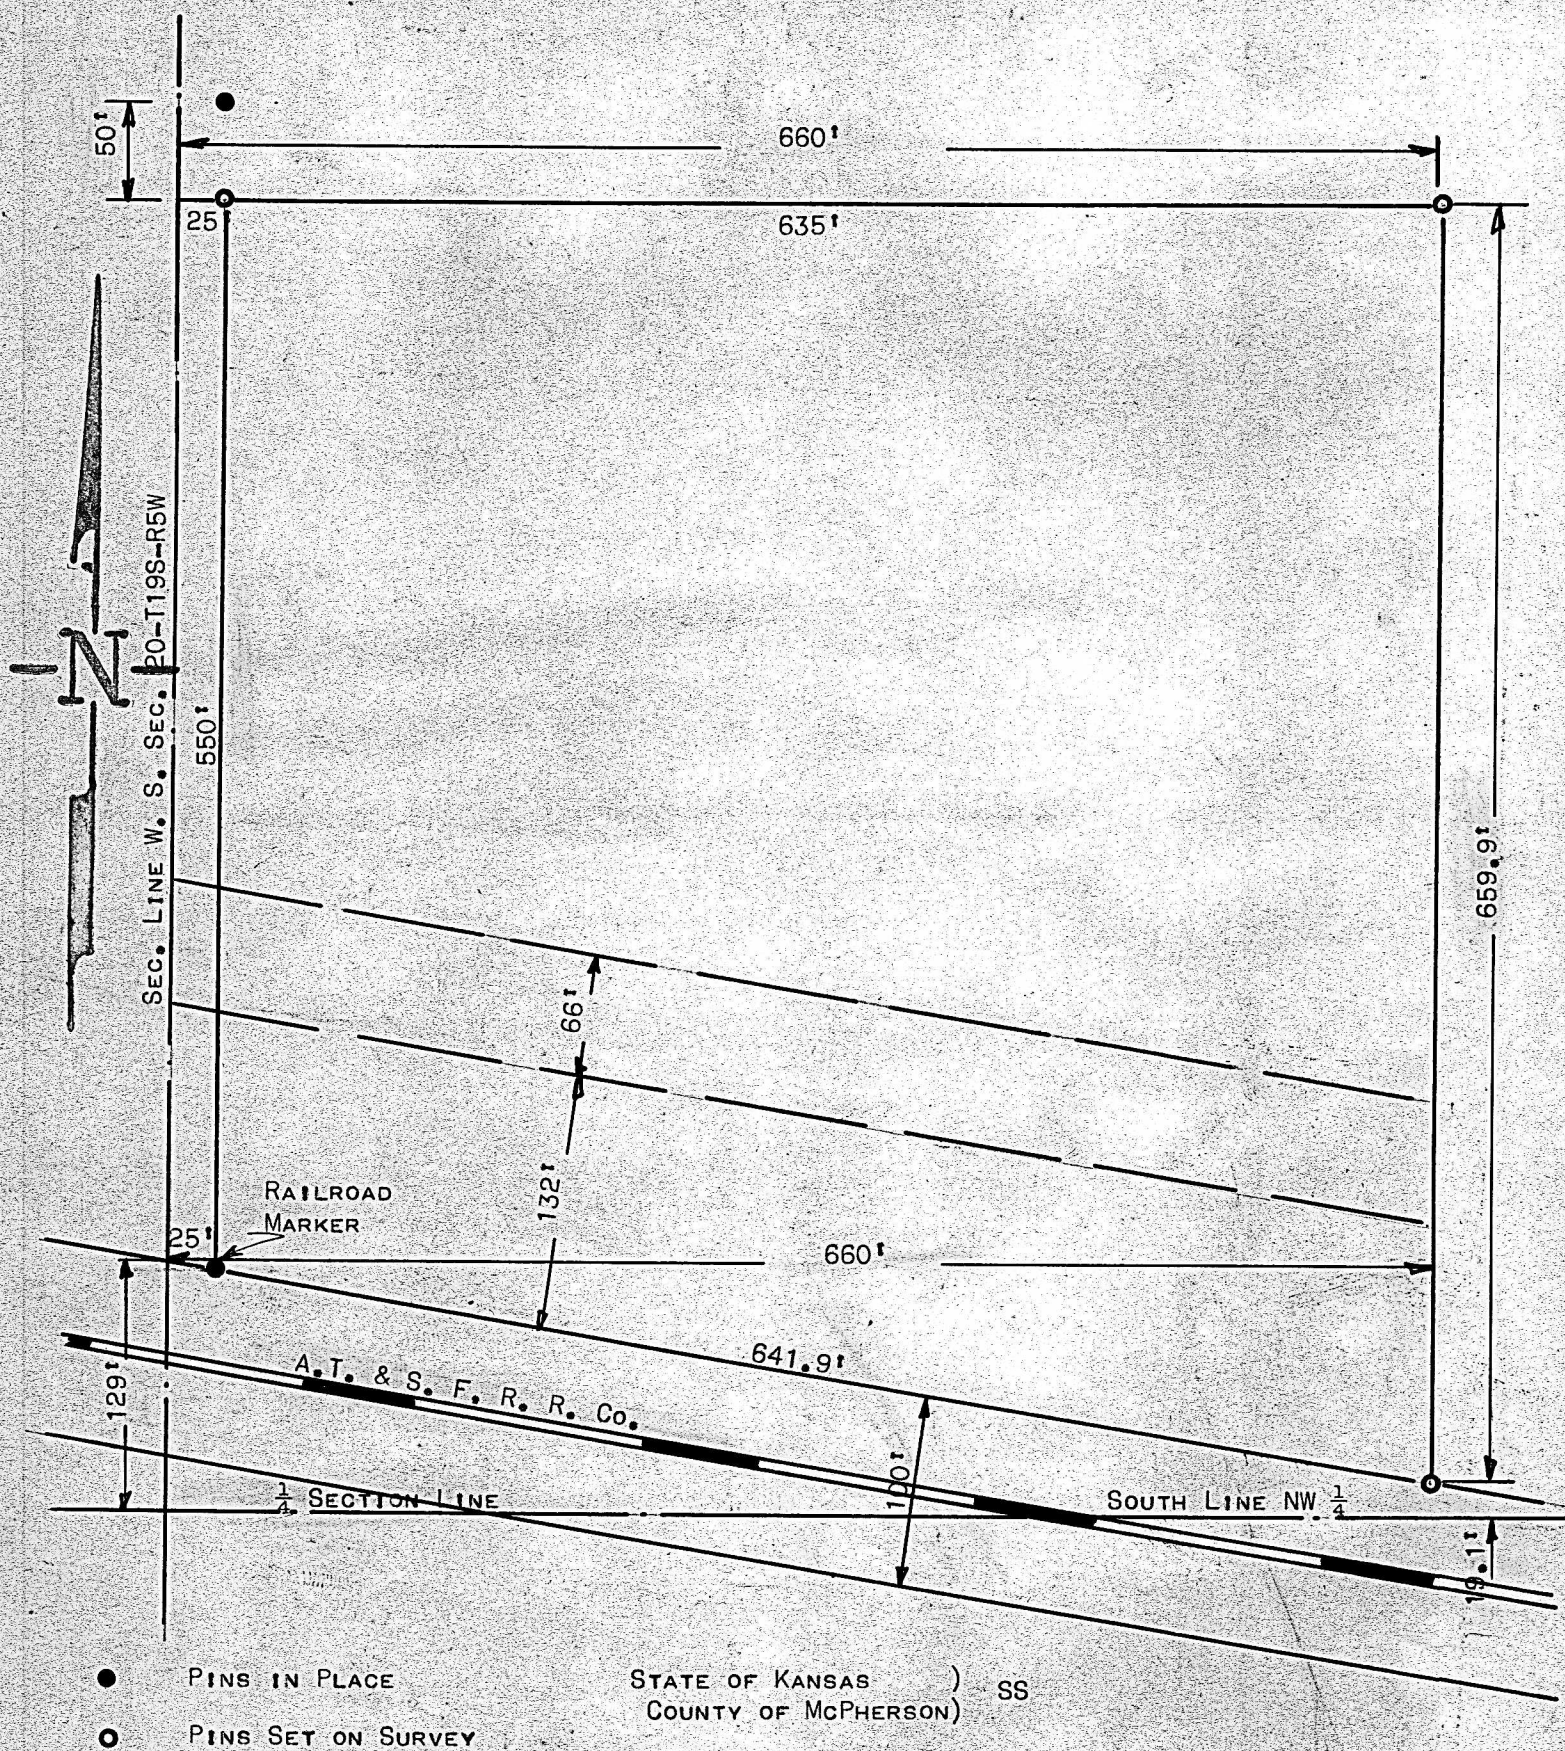 50'
660'
25
635'
SEC. LINE W. S. SEC. 20-T19S-R5W
N
550'
659.9'
66'
132'
RAILROAD
MARKER
25'
660'
641.9'
129'
A.T. & S. F. R. R. Co.
100'
1/4 SECTION LINE
SOUTH LINE NW 1/4
19.1'
PINS IN PLACE
PINS SET ON SURVEY
STATE OF KANSAS )
COUNTY OF MCPHERSON) SS